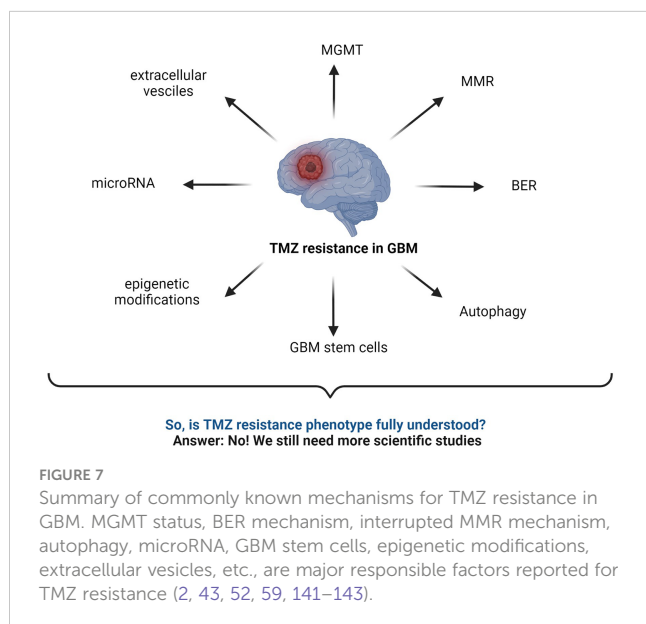 MGMT
extracellular
vesciles
MMR
microRNA
BER
TMZ resistance in GBM
epigenetic
modifications
Autophagy
GBM stem cells
So, is TMZ resistance phenotype fully understood?
Answer: No! We still need more scientific studies
FIGURE 7
Summary of commonly known mechanisms for TMZ resistance in
GBM. MGMT status, BER mechanism, interrupted MMR mechanism,
autophagy, microRNA, GBM stem cells, epigenetic modifications,
extracellular vesicles, etc., are major responsible factors reported for
TMZ resistance (2, 43, 52, 59, 141–143).